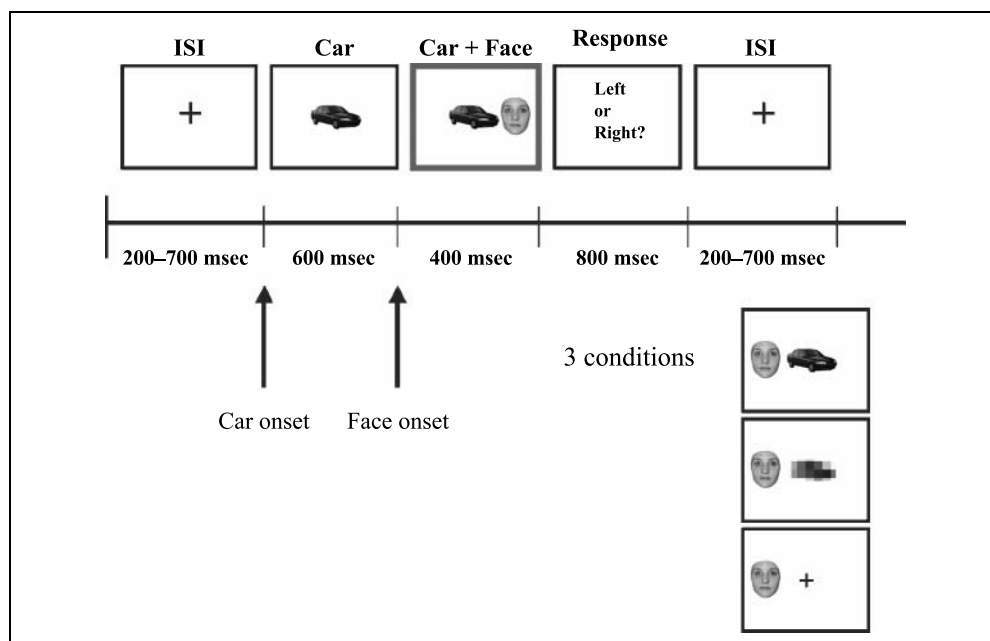 ISI
Car
Car + Face
Response
ISI
+
Left
or
Right?
+
200–700 msec
600 msec
400 msec
800 msec
200–700 msec
3 conditions
Car onset
Face onset
+